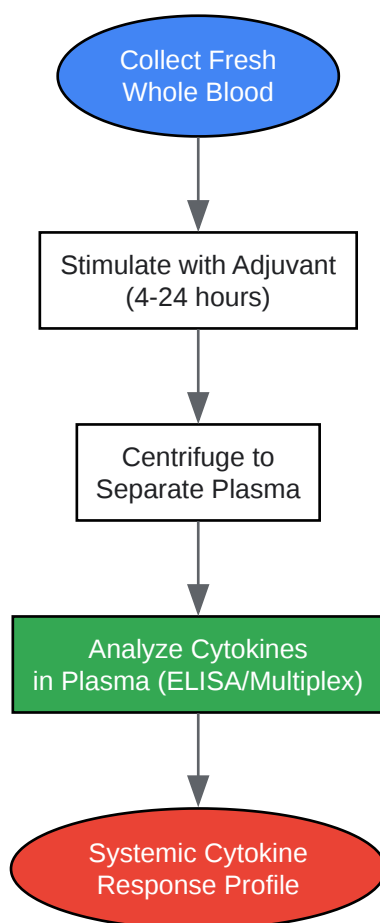 Collect Fresh
Whole Blood
Stimulate with Adjuvant
(4-24 hours)
Centrifuge to
Separate Plasma
Analyze Cytokines
in Plasma (ELISA/Multiplex)
Systemic Cytokine
Response Profile